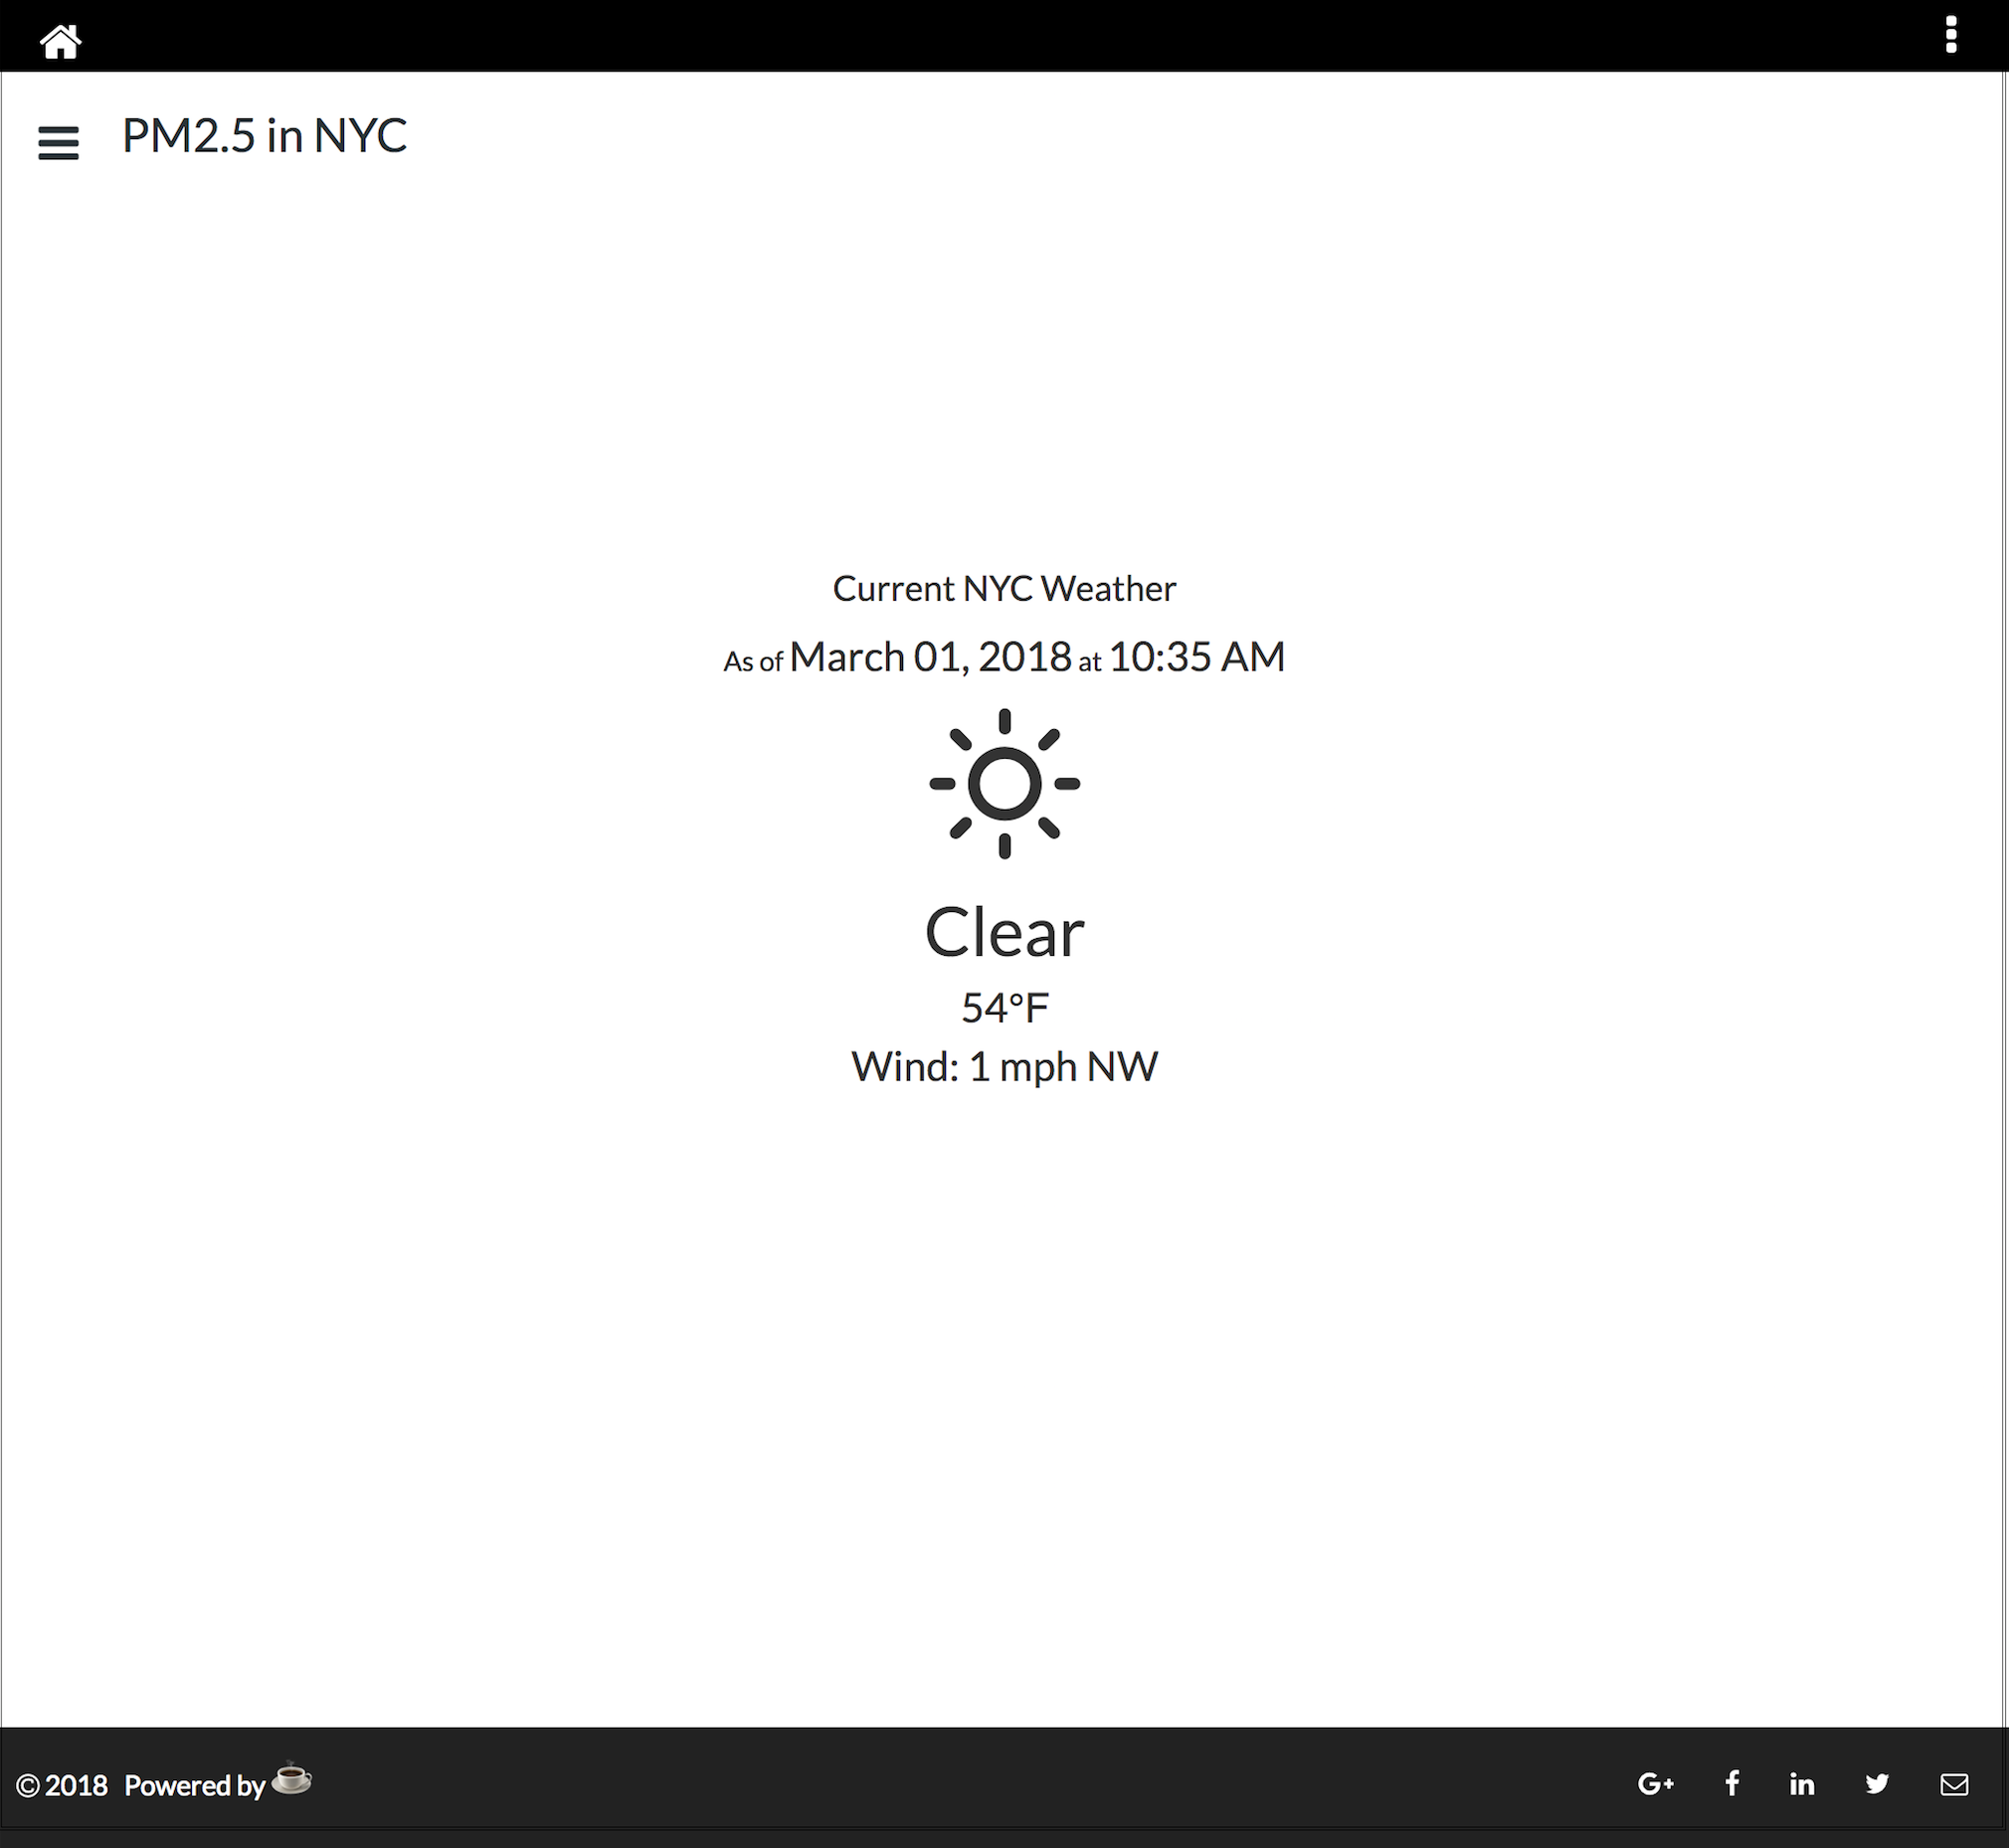 PM2.5 in NYC
Current NYC Weather
As of March 01, 2018 at 10:35 AM
Clear
54°F
Wind: 1 mph NW
© 2018 Powered by
G+ f in